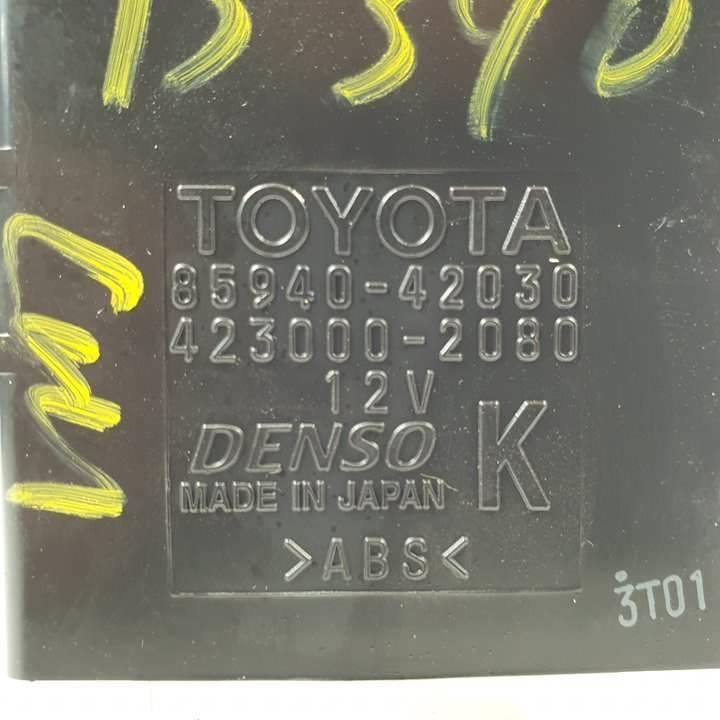 TOYOTA
85940-42030
423000-2080
12V
DENSO K
MADE IN JAPAN
>ABS<
3T01